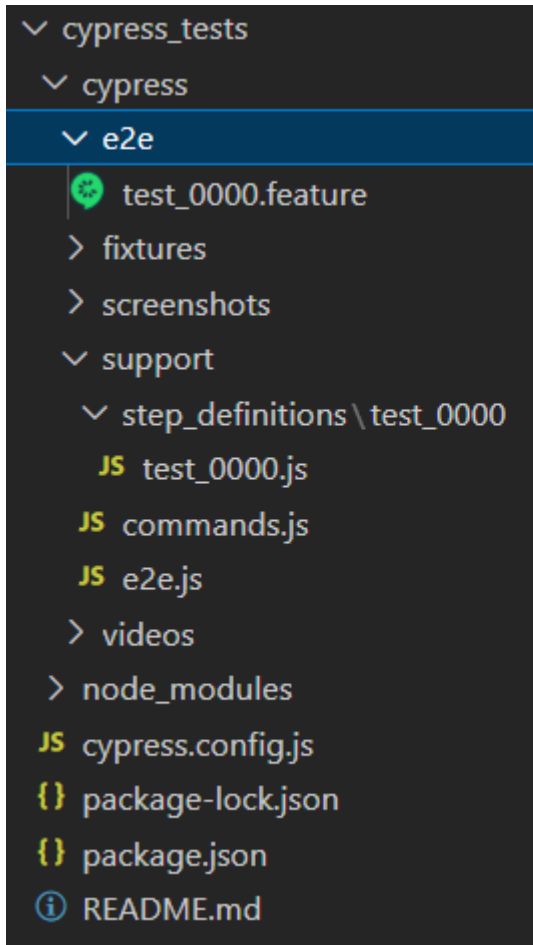 cypress_tests
cypress
e2e
test_0000.feature
fixtures
screenshots
support
step_definitions\test_0000
JS test_0000.js
JS commands.js
JS e2e.js
videos
node_modules
JS cypress.config.js
{} package-lock.json
{} package.json
README.md